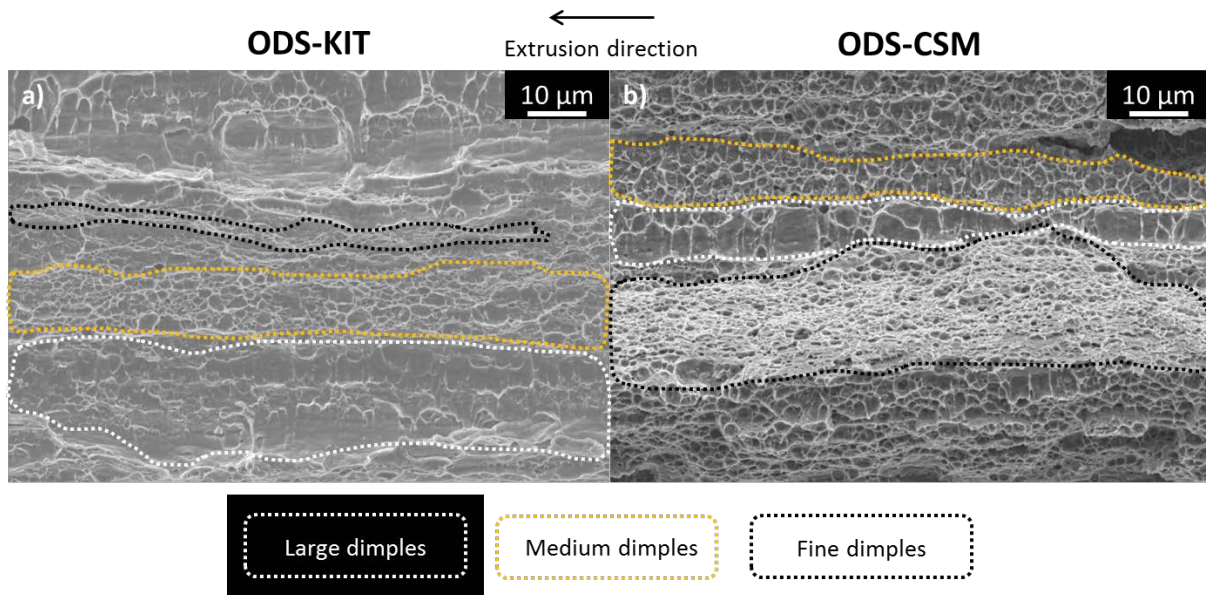 ODS-KIT
Extrusion direction
ODS-CSM
a)
10 µm
b)
10 µm
Large dimples
Medium dimples
Fine dimples